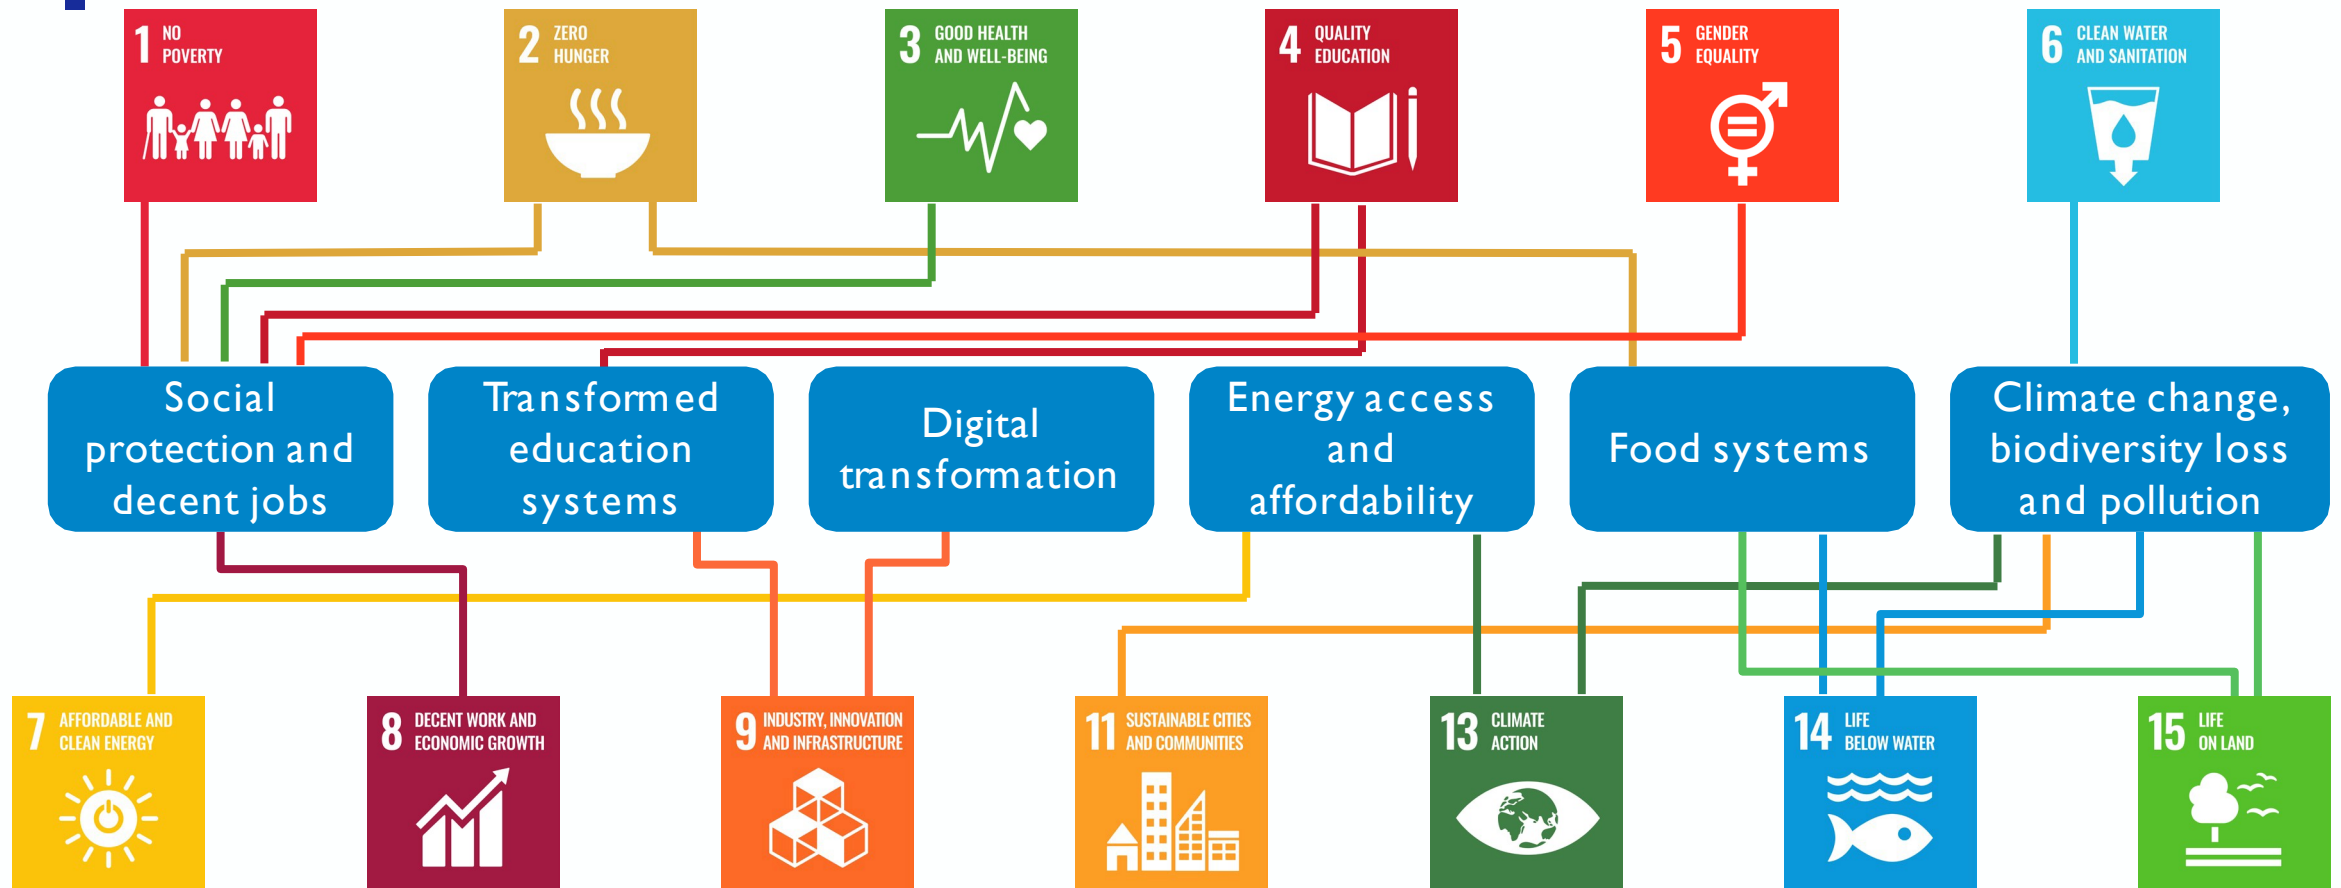 1 NO
POVERTY
2 ZERO
HUNGER
3 GOOD HEALTH
AND WELL-BEING
4 QUALITY
EDUCATION
5 GENDER
EQUALITY
6 CLEAN WATER
AND SANITATION
Social
protection and
decent jobs
Transformed
education
systems
Digital
transformation
Energy access
and
affordability
Food systems
Climate change,
biodiversity loss
and pollution
7 AFFORDABLE AND
CLEAN ENERGY
8 DECENT WORK AND
ECONOMIC GROWTH
9 INDUSTRY, INNOVATION
AND INFRASTRUCTURE
11 SUSTAINABLE CITIES
AND COMMUNITIES
13 CLIMATE
ACTION
14 LIFE
BELOW WATER
15 LIFE
ON LAND